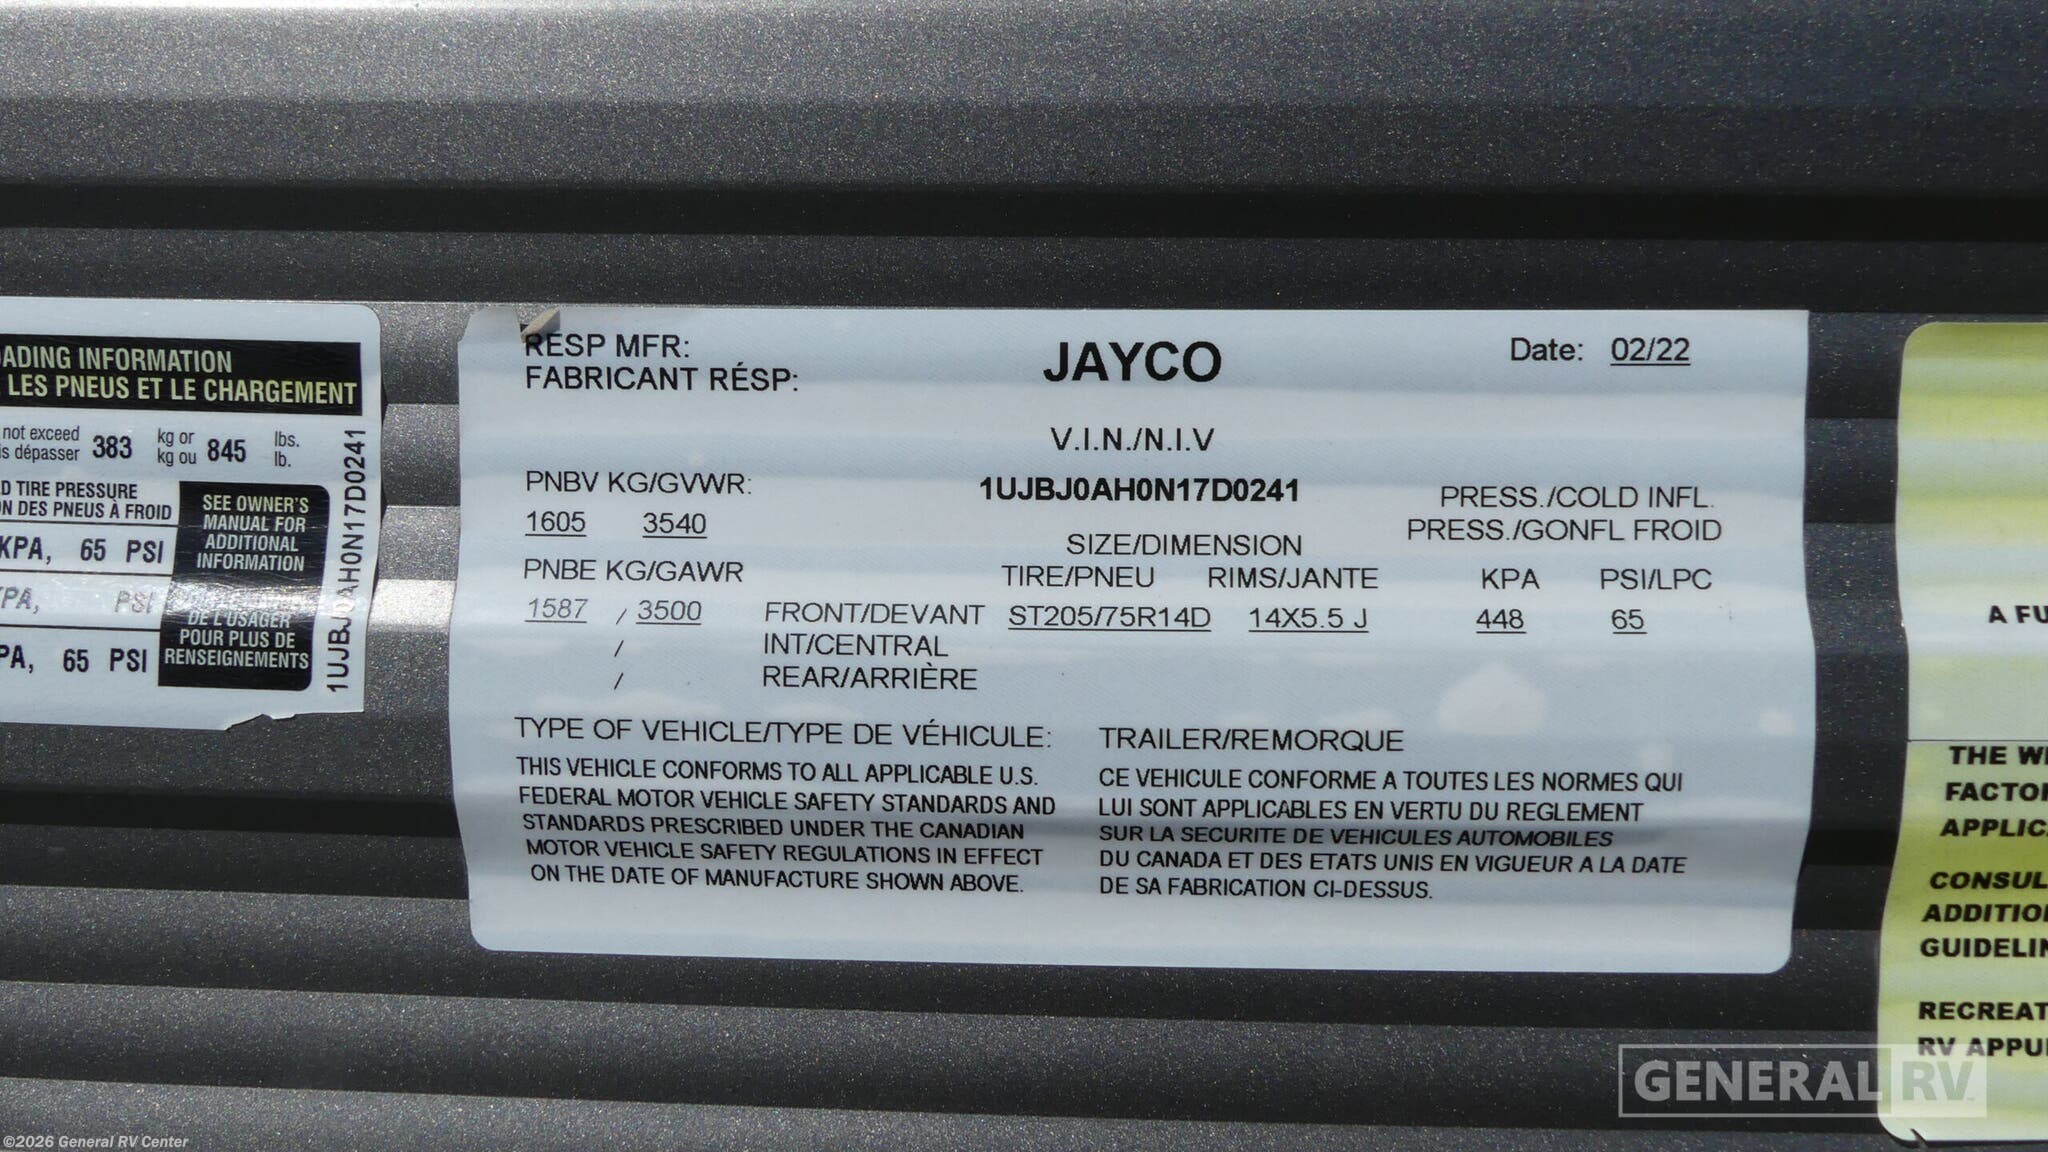 ADING INFORMATION
LES PNEUS ET LE CHARGEMENT
not exceed 383 kg or 845 lbs.
dépasser kg ou lb.
TIRE PRESSURE
DES PNEUS À FROID
KPA, 65 PSI
PSI
65 PSI
SEE OWNER'S
MANUAL FOR
ADDITIONAL
INFORMATION
DE L'USAGER
POUR PLUS DE
RENSEIGNEMENTS
1UJBJ0AH0N17D0241
RESP MFR:
FABRICANT RÉSP:
JAYCO
Date: 02/22
V.I.N./N.I.V
1UJBJ0AH0N17D0241
PNBV KG/GVWR:
1605 3540
PRESS./COLD INFL.
PRESS./GONFL FROID
SIZE/DIMENSION
PNBE KG/GAWR TIRE/PNEU RIMS/JANTE KPA PSI/LPC
1587 / 3500 FRONT/DEVANT ST205/75R14D 14X5.5 J 448 65
/ INT/CENTRAL
/ REAR/ARRIÈRE
TYPE OF VEHICLE/TYPE DE VÉHICULE: TRAILER/REMORQUE
THIS VEHICLE CONFORMS TO ALL APPLICABLE U.S.
FEDERAL MOTOR VEHICLE SAFETY STANDARDS AND
STANDARDS PRESCRIBED UNDER THE CANADIAN
MOTOR VEHICLE SAFETY REGULATIONS IN EFFECT
ON THE DATE OF MANUFACTURE SHOWN ABOVE.
CE VEHICULE CONFORME A TOUTES LES NORMES QUI
LUI SONT APPLICABLES EN VERTU DU REGLEMENT
SUR LA SECURITE DE VEHICULES AUTOMOBILES
DU CANADA ET DES ETATS UNIS EN VIGUEUR A LA DATE
DE SA FABRICATION CI-DESSUS.
A FU
THE W
FACTO
APPLIC
CONSUL
ADDITIO
GUIDELIN
RECREAT
RV APPU
GENERAL RV
©2026 General RV Center